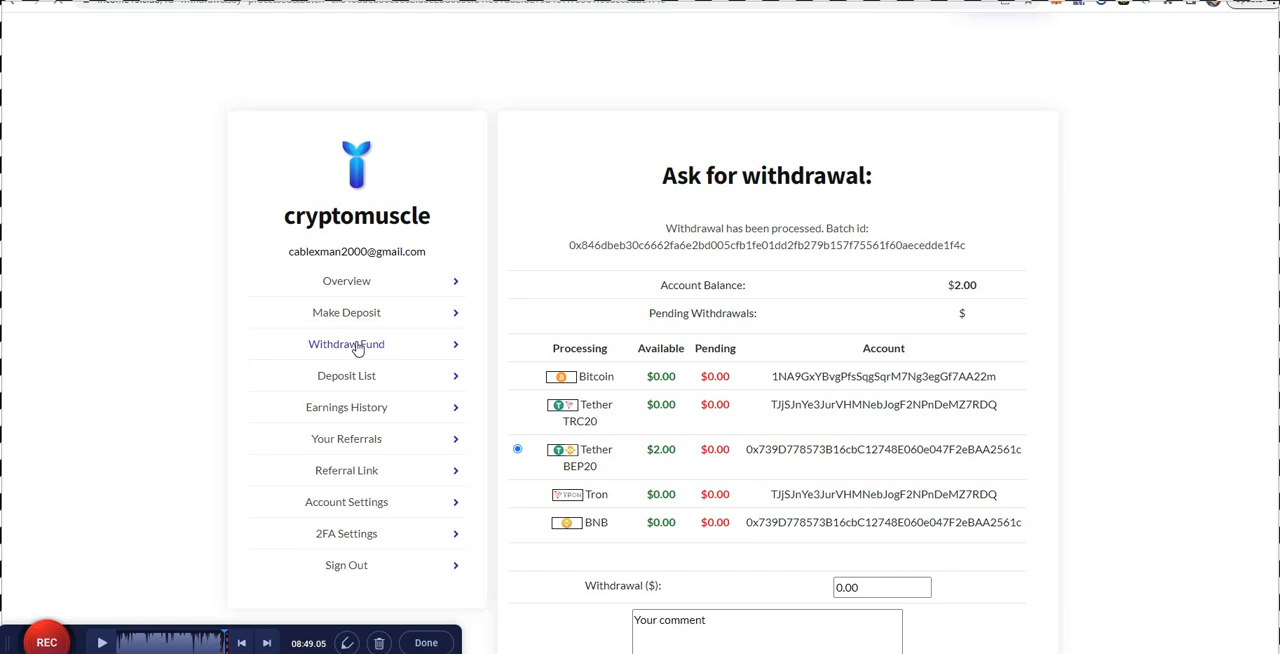 cryptomuscle
cablexman2000@gmail.com
Overview
Make Deposit
Withdraw Fund
Deposit List
Earnings History
Your Referrals
Referral Link
Account Settings
2FA Settings
Sign Out
Ask for withdrawal:
Withdrawal has been processed. Batch id:
0x846dbeb30c6662fa6e2bd005cfb1fe01dd2fb279b157f75561f60aecedde1f4c
Account Balance: $2.00
Pending Withdrawals: $
Processing Available Pending Account
Bitcoin $0.00 $0.00 1NA9GxYBvgPfsSqgSqrM7Ng3egGf7AA22m
Tether $0.00 $0.00 TJjSJnYe3JurVHMNebJogF2NPnDeMZ7RDQ
TRC20
Tether $2.00 $0.00 0x739D778573B16cbC12748E060e047F2eBAA2561c
BEP20
TRON Tron $0.00 $0.00 TJjSJnYe3JurVHMNebJogF2NPnDeMZ7RDQ
BNB $0.00 $0.00 0x739D778573B16cbC12748E060e047F2eBAA2561c
Withdrawal ($): 0.00
Your comment
REC 08:49.05 Done